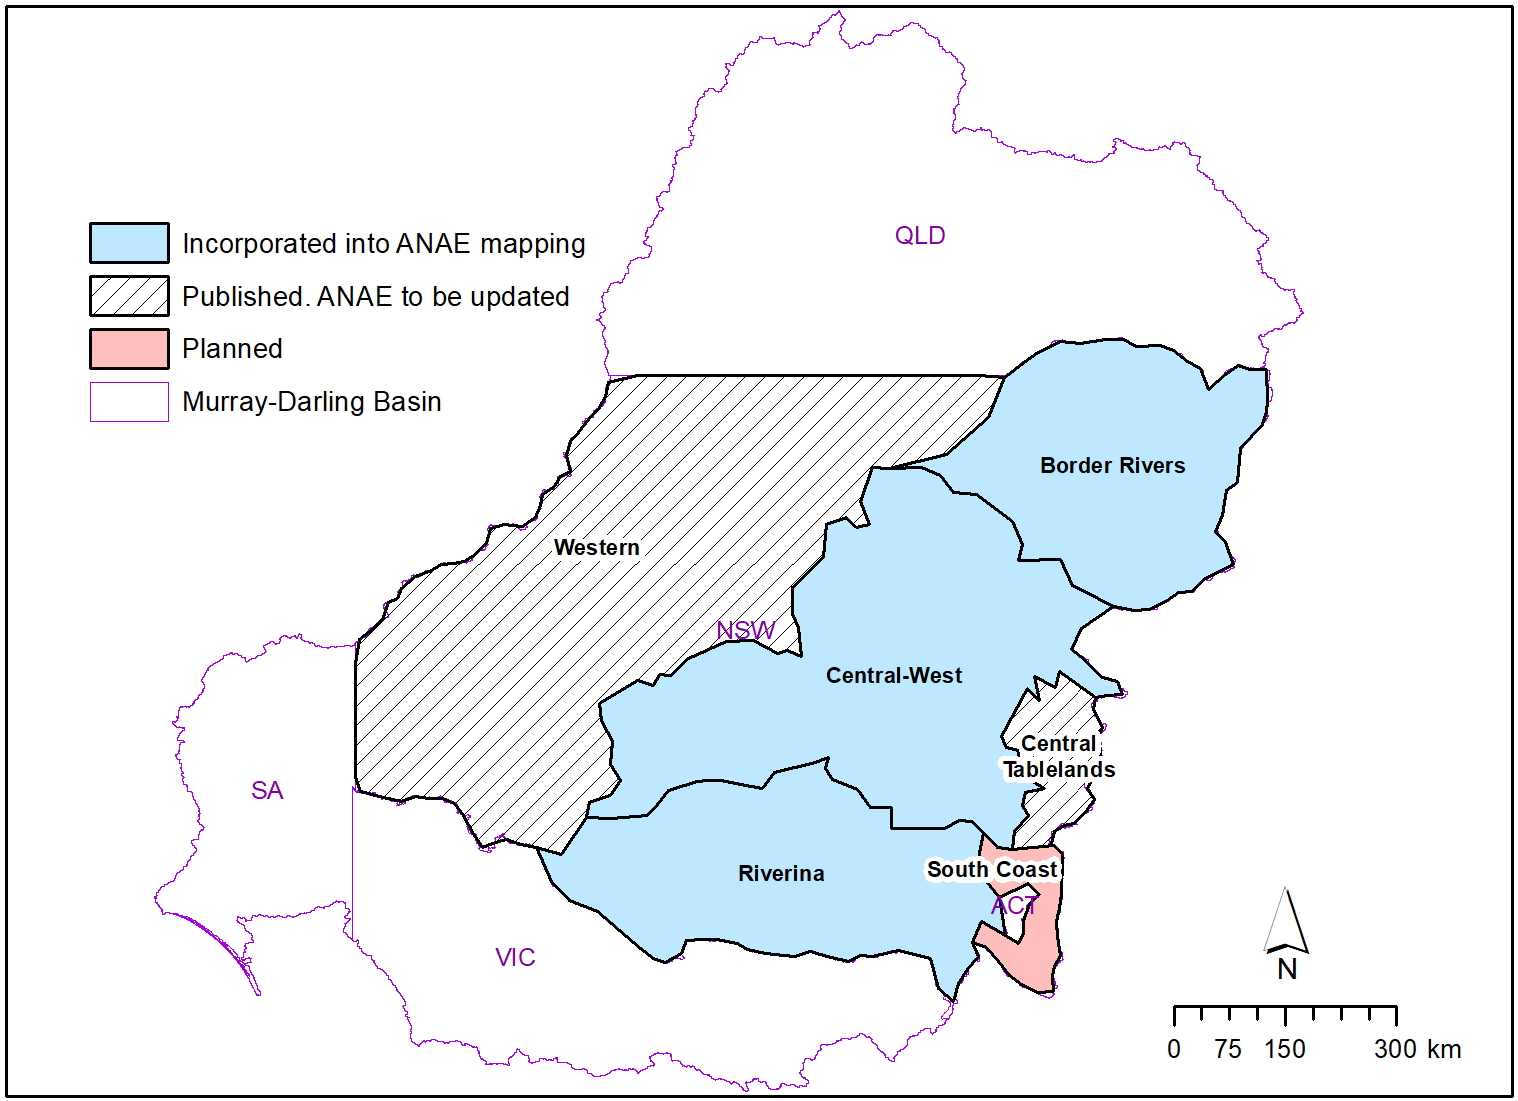 QLD
Incorporated into ANAE mapping
Published. ANAE to be updated
Planned
Murray-Darling Basin
Border Rivers
Western
NSW
Central-West
Central
Tablelands
SA
Riverina
South Coast
ACT
VIC
N
0 75 150 300 km